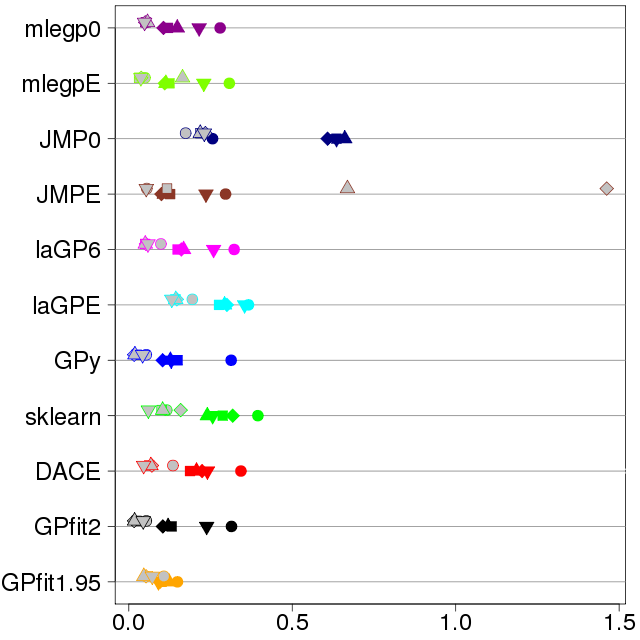 mlegp0
mlegpE
JMP0
JMPE
laGP6
laGPE
GPy
sklearn
DACE
GPfit2
GPfit1.95
0.0 0.5 1.0 1.5